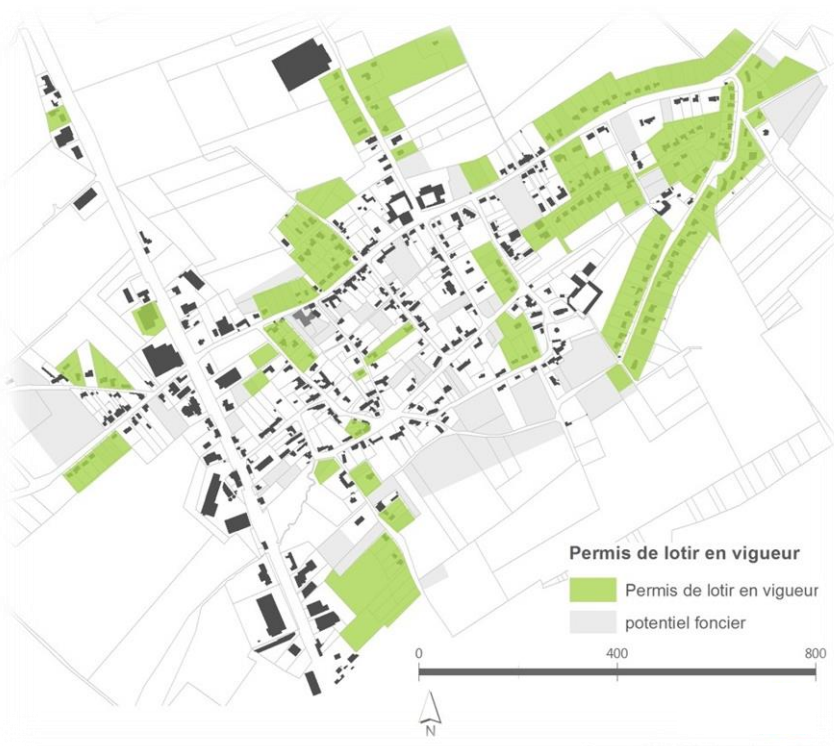 Permis de lotir en vigueur
Permis de lotir en vigueur
potentiel foncier
0 400 800
N